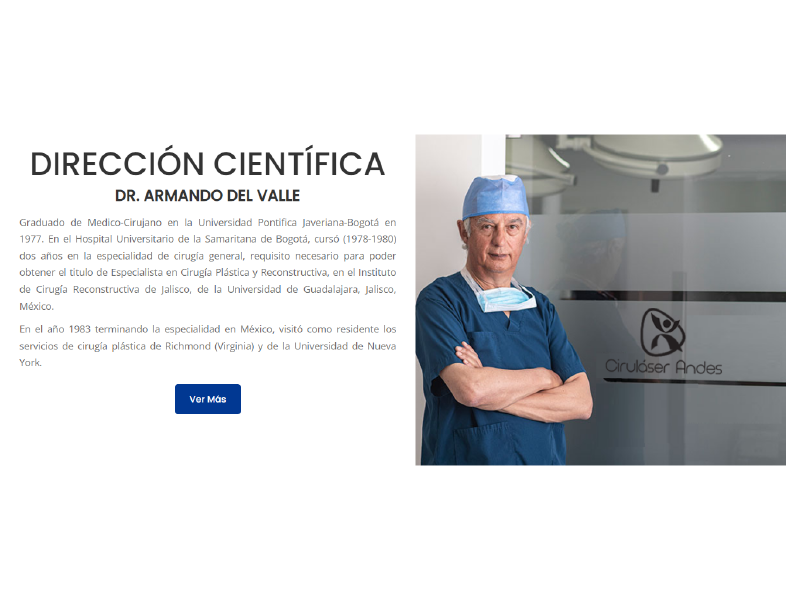 DIRECCIÓN CIENTÍFICA
DR. ARMANDO DEL VALLE
Graduado de Medico-Cirujano en la Universidad Pontifica Javeriana-Bogotá en
1977. En el Hospital Universitario de la Samaritana de Bogotá, cursó (1978-1980)
dos años en la especialidad de cirugía general, requisito necesario para poder
obtener el titulo de Especialista en Cirugía Plástica y Reconstructiva, en el Instituto
de Cirugía Reconstructiva de Jalisco, de la Universidad de Guadalajara, Jalisco,
México.
En el año 1983 terminando la especialidad en México, visitó como residente los
servicios de cirugía plástica de Richmond (Virginia) y de la Universidad de Nueva
York.
Ver Más
Ciruláser Andes